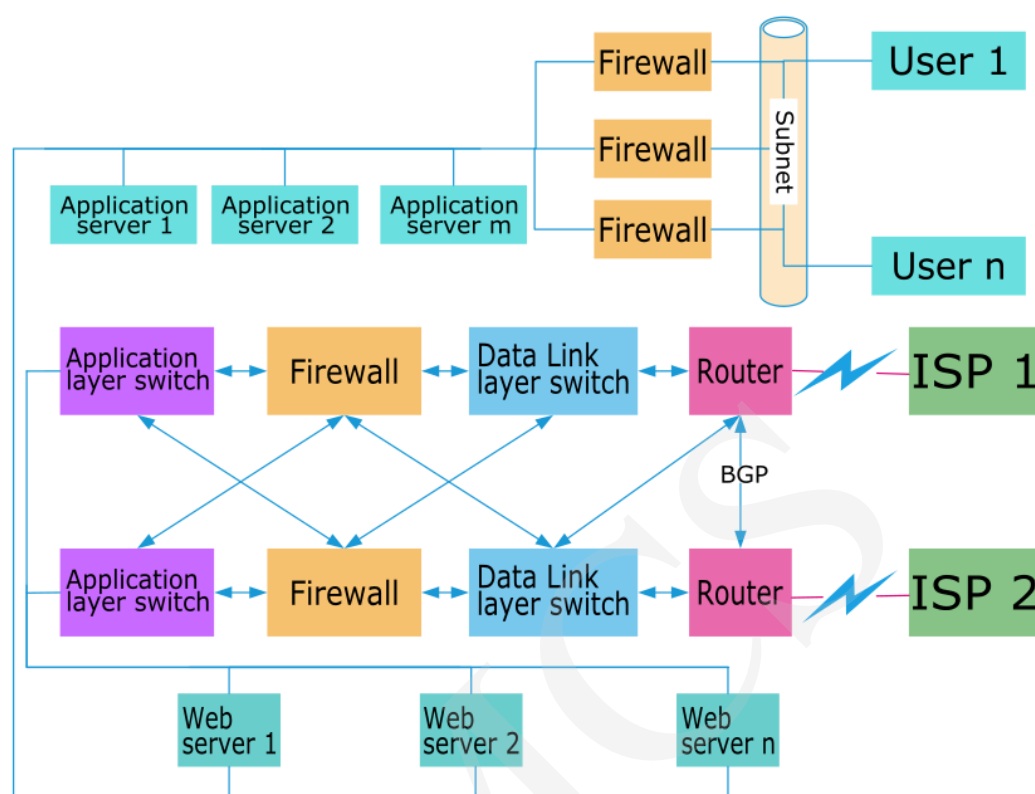 Firewall
User 1
Firewall
Subnet
Application
server 1
Application
server 2
Application
server m
Firewall
User n
Application
layer switch
Firewall
Data Link
layer switch
Router
ISP 1
BGP
Application
layer switch
Firewall
Data Link
layer switch
Router
ISP 2
Web
server 1
Web
server 2
Web
server n